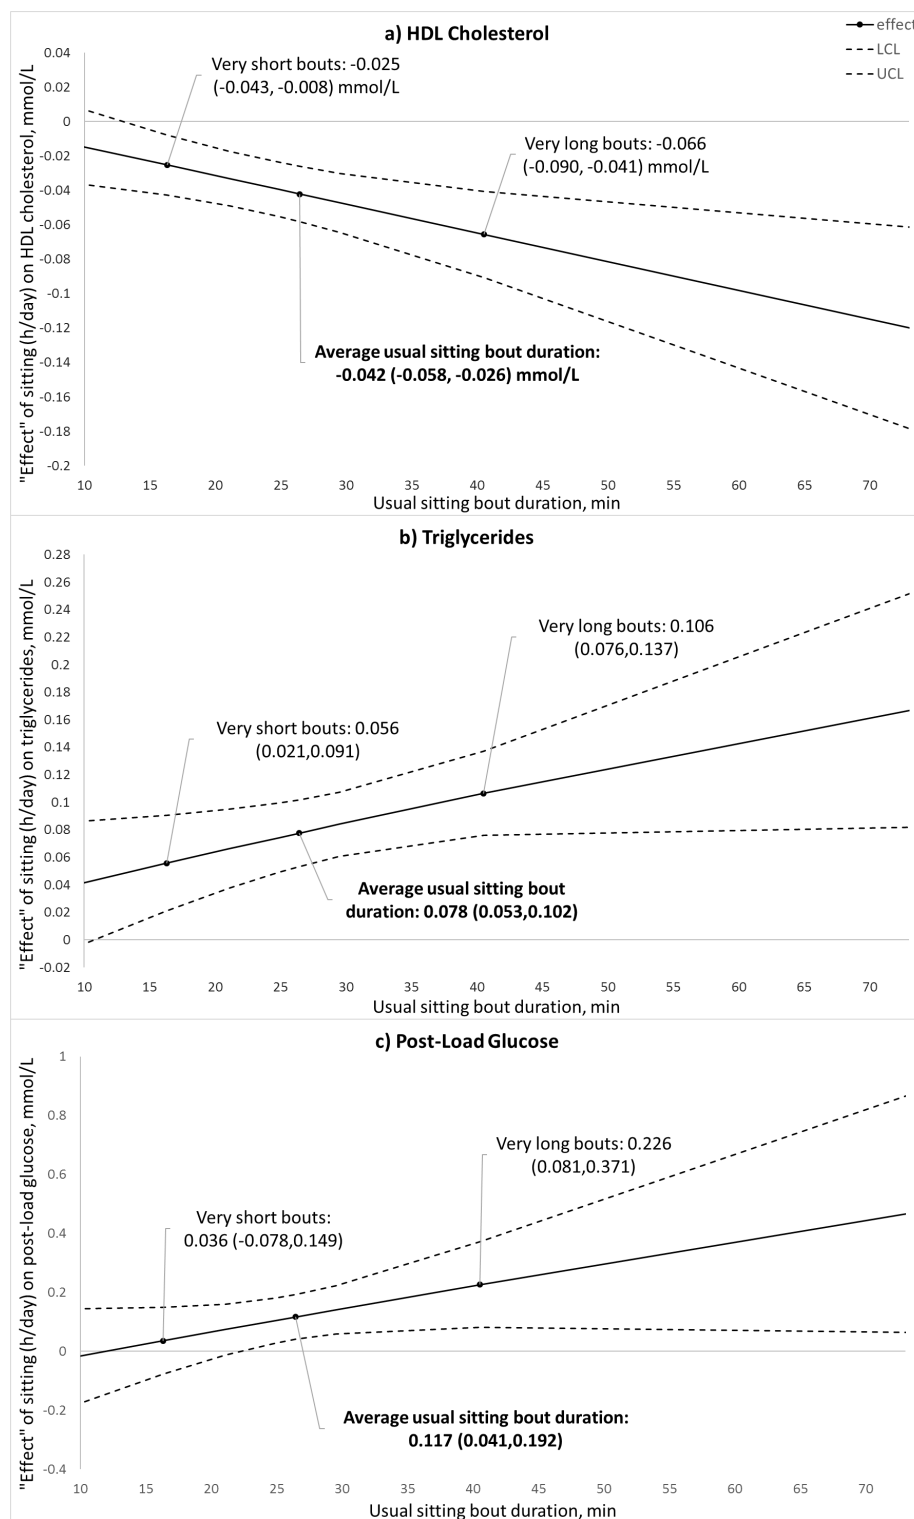 a) HDL Cholesterol
effect
LCL
UCL
"Effect" of sitting (h/day) on HDL cholesterol, mmol/L
0.04
0.02
0
-0.02
-0.04
-0.06
-0.08
-0.1
-0.12
-0.14
-0.16
-0.18
-0.2
Very short bouts: -0.025
(-0.043, -0.008) mmol/L
Very long bouts: -0.066
(-0.090, -0.041) mmol/L
Average usual sitting bout duration:
-0.042 (-0.058, -0.026) mmol/L
10 15 20 25 30 35 40 45 50 55 60 65 70
Usual sitting bout duration, min
b) Triglycerides
"Effect" of sitting (h/day) on triglycerides, mmol/L
0.28
0.26
0.24
0.22
0.2
0.18
0.16
0.14
0.12
0.1
0.08
0.06
0.04
0.02
0
-0.02
Very long bouts: 0.106
(0.076,0.137)
Very short bouts: 0.056
(0.021,0.091)
Average usual sitting bout
duration: 0.078 (0.053,0.102)
10 15 20 25 30 35 40 45 50 55 60 65 70
Usual sitting bout duration, min
c) Post-Load Glucose
"Effect" of sitting (h/day) on post-load glucose, mmol/L
1
0.8
0.6
0.4
0.2
0
-0.2
-0.4
Very long bouts: 0.226
(0.081,0.371)
Very short bouts:
0.036 (-0.078,0.149)
Average usual sitting bout duration:
0.117 (0.041,0.192)
10 15 20 25 30 35 40 45 50 55 60 65 70
Usual sitting bout duration, min